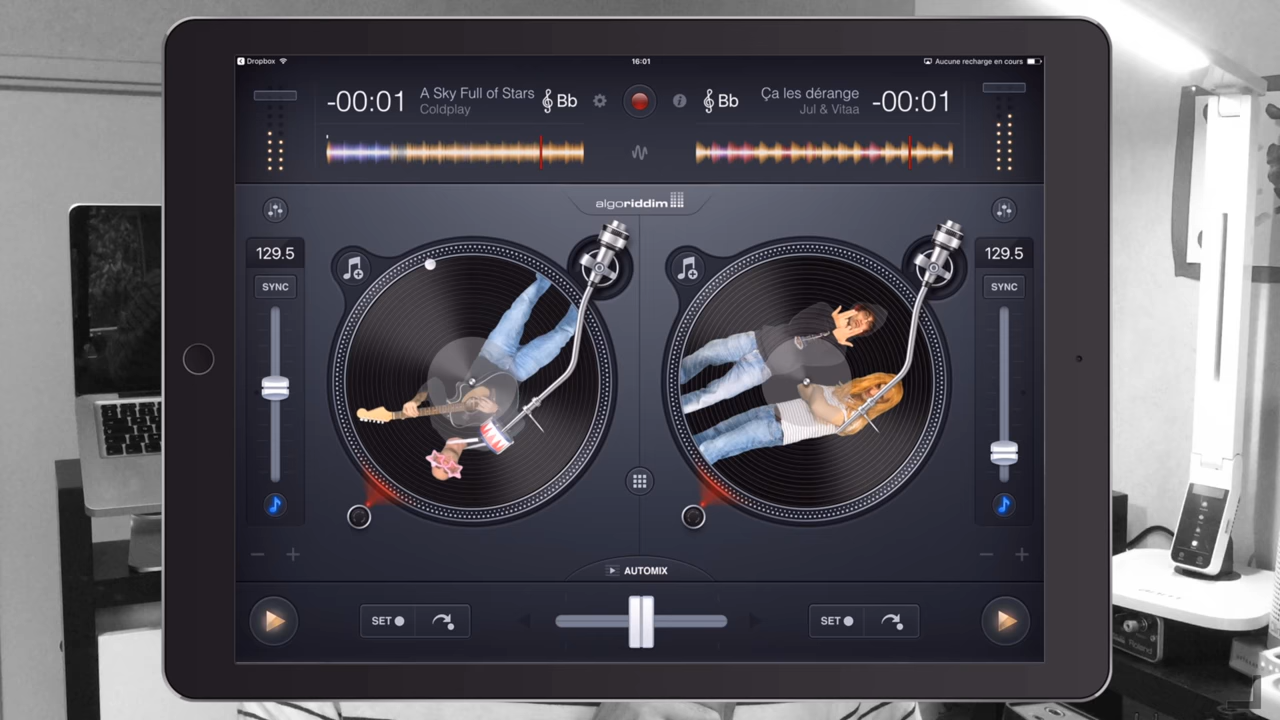 Dropbox
16:01
Aucune recharge en cours
-00:01
A Sky Full of Stars
Coldplay
Bb
Bb
Ça les dérange
Jul & Vitaa
-00:01
algoriddim
129.5
SYNC
129.5
SYNC
AUTOMIX
SET
SET
Roland